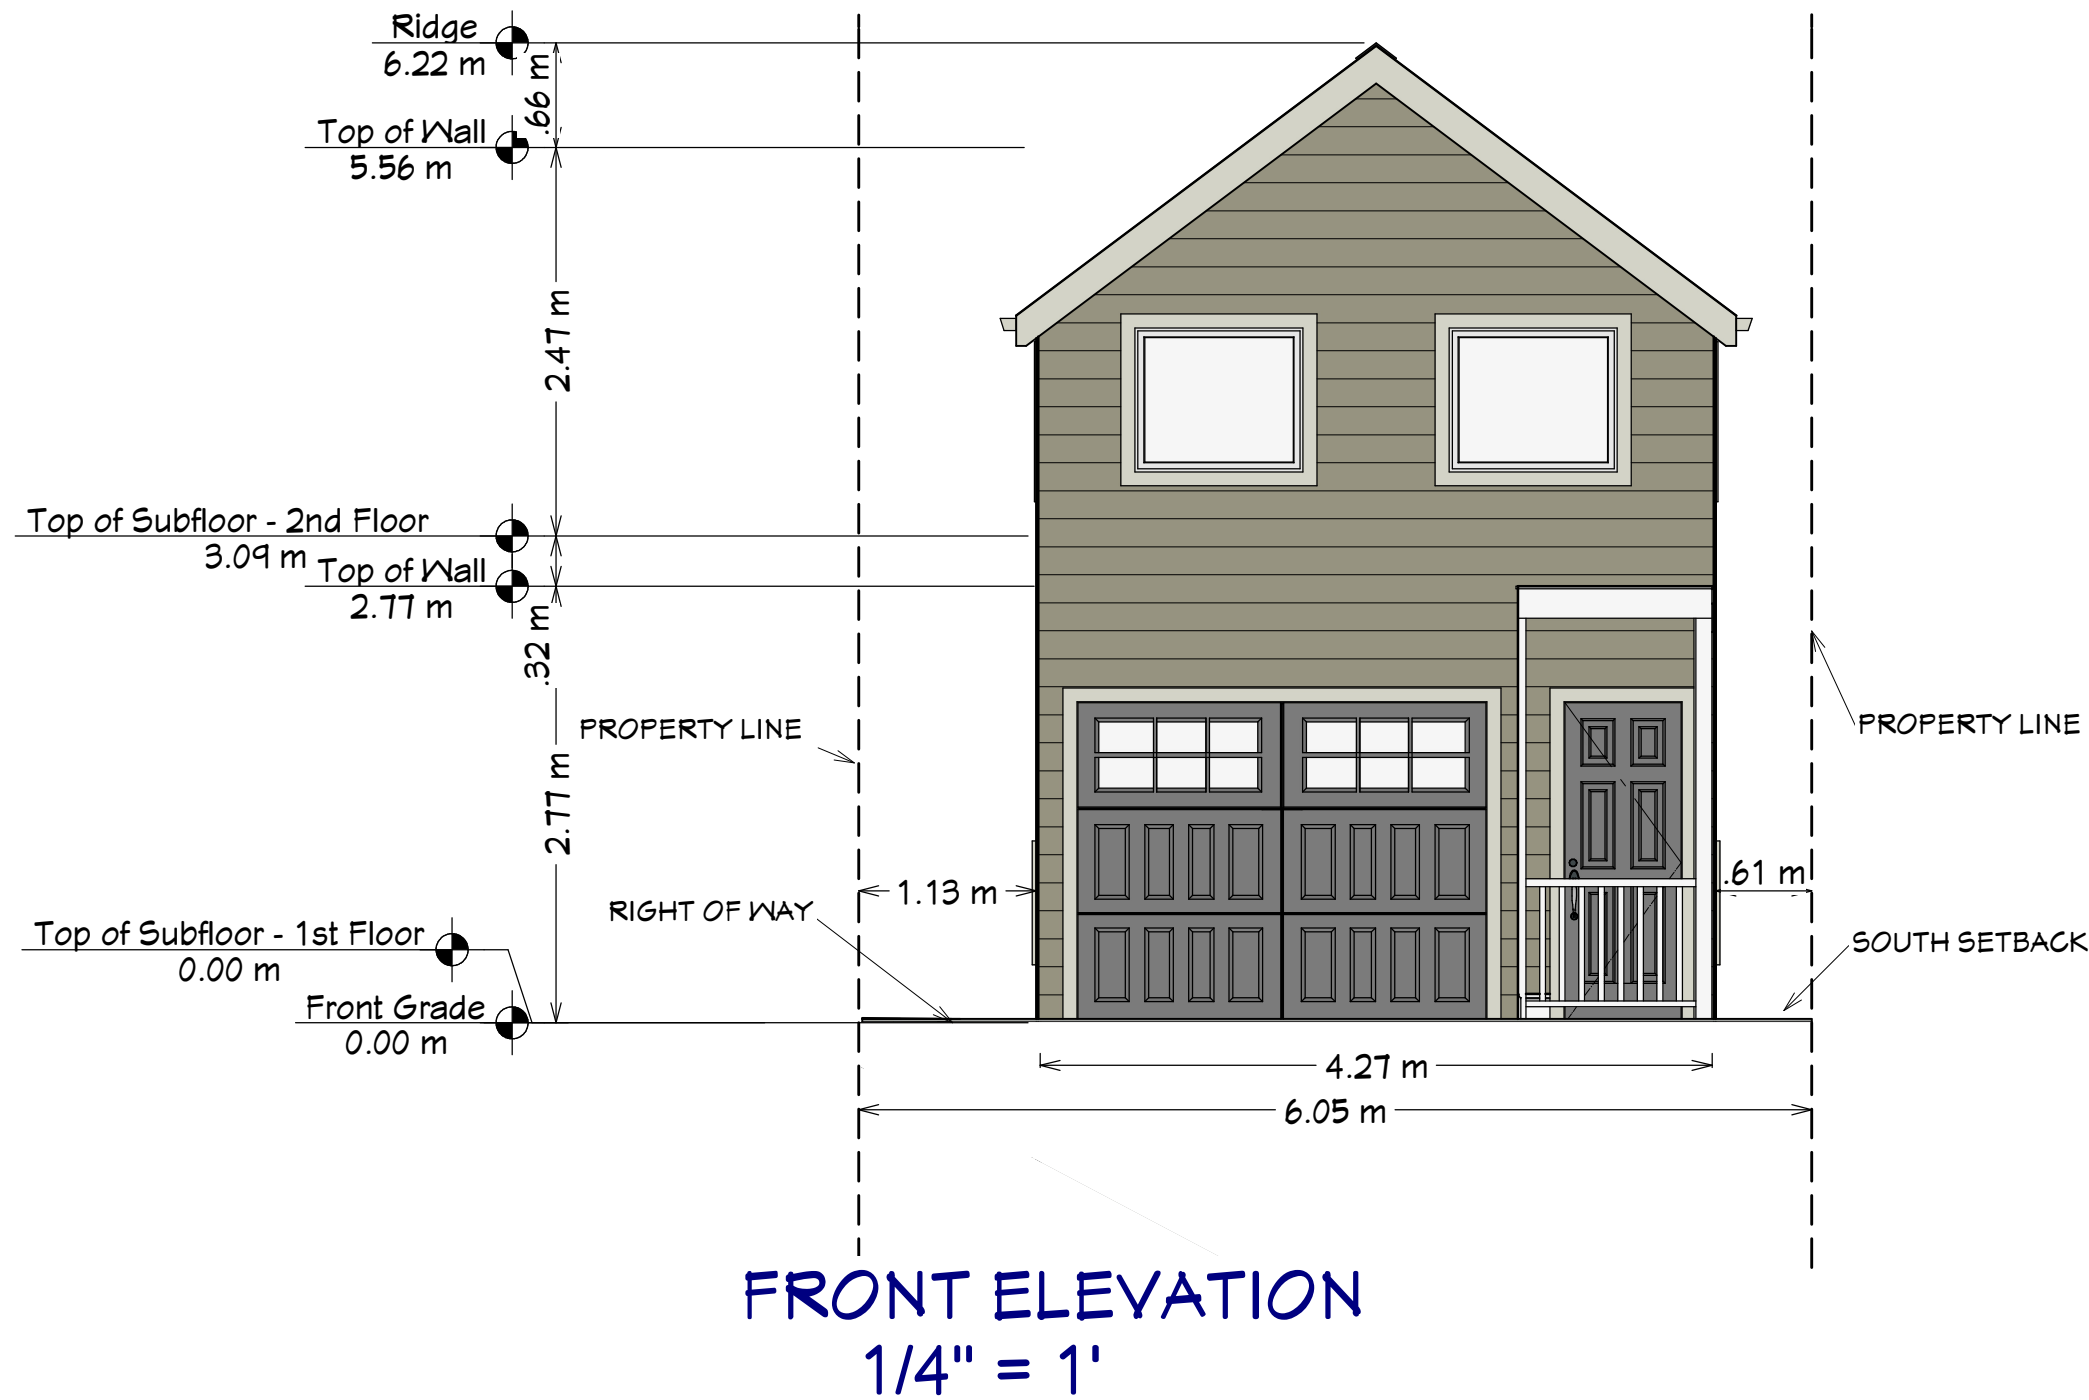 Ridge
6.22 m
.66 m
Top of Wall
5.56 m
2.47 m
Top of Subfloor - 2nd Floor
3.09 m
Top of Wall
2.77 m
.32 m
PROPERTY LINE
PROPERTY LINE
2.77 m
1.13 m
.61 m
RIGHT OF WAY
Top of Subfloor - 1st Floor
0.00 m
SOUTH SETBACK
Front Grade
0.00 m
4.27 m
6.05 m
FRONT ELEVATION
1/4" = 1'